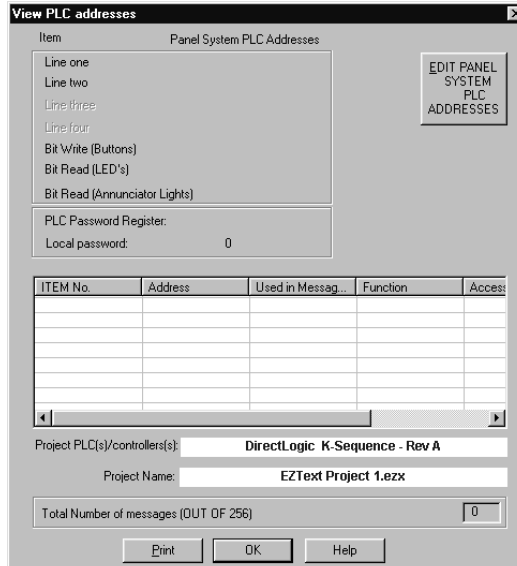 View PLC addresses
Item Panel System PLC Addresses
Line one
Line two
Line three
Line four
Bit Write (Buttons)
Bit Read (LED's)
Bit Read (Annunciator Lights)
EDIT PANEL
SYSTEM
PLC
ADDRESSES
PLC Password Register:
Local password: 0
ITEM No. Address Used in Messag... Function Access
Project PLC(s)/controllers(s): DirectLogic K-Sequence - Rev A
Project Name: EZText Project 1.ezx
Total Number of messages (OUT OF 256) 0
Print OK Help